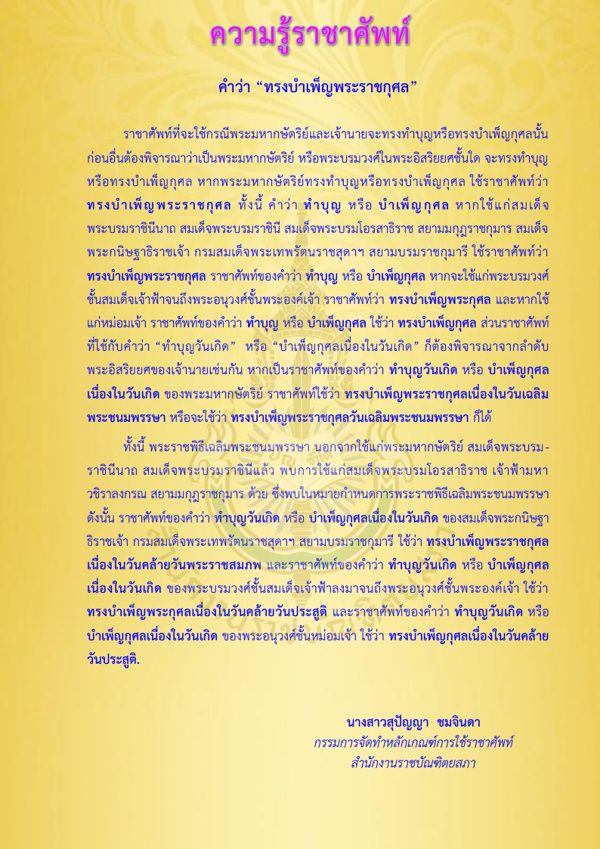 ความรู้ราชาศัพท์
คำว่า “ทรงบำเพ็ญพระราชกุศล”
ราชาศัพท์ที่จะใช้กรณีพระมหากษัตริย์และเจ้านายจะทรงทำบุญหรือทรงบำเพ็ญกุศลนั้น
ก่อนอื่นต้องพิจารณาว่าเป็นพระมหากษัตริย์ หรือพระบรมวงศ์ในพระอิสริยยศชั้นใด จะทรงทำบุญ
หรือทรงบำเพ็ญกุศล หากพระมหากษัตริย์ทรงทำบุญหรือทรงบำเพ็ญกุศล ใช้ราชาศัพท์ว่า
ทรงบำเพ็ญพระราชกุศล ทั้งนี้ คำว่า ทำบุญ หรือ บำเพ็ญกุศล หากใช้แก่สมเด็จ
พระบรมราชินีนาถ สมเด็จพระบรมราชินี สมเด็จพระบรมโอรสาธิราช สยามมกุฎราชกุมาร สมเด็จ
พระกนิษฐาธิราชเจ้า กรมสมเด็จพระเทพรัตนราชสุดาฯ สยามบรมราชกุมารี ใช้ราชาศัพท์ว่า
ทรงบำเพ็ญพระราชกุศล ราชาศัพท์ของคำว่า ทำบุญ หรือ บำเพ็ญกุศล หากจะใช้แก่พระบรมวงศ์
ชั้นสมเด็จเจ้าฟ้าจนถึงพระอนุวงศ์ชั้นพระองค์เจ้า ราชาศัพท์ว่า ทรงบำเพ็ญพระกุศล และหากใช้
แก่หม่อมเจ้า ราชาศัพท์ของคำว่า ทำบุญ หรือ บำเพ็ญกุศล ใช้ว่า ทรงบำเพ็ญกุศล ส่วนราชาศัพท์
ที่ใช้กับคำว่า “ทำบุญวันเกิด” หรือ “บำเพ็ญกุศลเนื่องในวันเกิด” ก็ต้องพิจารณาจากลำดับ
พระอิสริยยศของเจ้านายเช่นกัน หากเป็นราชาศัพท์ของคำว่า ทำบุญวันเกิด หรือ บำเพ็ญกุศล
เนื่องในวันเกิด ของพระมหากษัตริย์ ราชาศัพท์ใช้ว่า ทรงบำเพ็ญพระราชกุศลเนื่องในวันเฉลิม
พระชนมพรรษา หรือจะใช้ว่า ทรงบำเพ็ญพระราชกุศลวันเฉลิมพระชนมพรรษา ก็ได้
ทั้งนี้ พระราชพิธีเฉลิมพระชนมพรรษา นอกจากใช้แก่พระมหากษัตริย์ สมเด็จพระบรม-
ราชินีนาถ สมเด็จพระบรมราชินีแล้ว พบการใช้แก่สมเด็จพระบรมโอรสาธิราช เจ้าฟ้ามหา
วชิราลงกรณ สยามมกุฎราชกุมาร ด้วย ซึ่งพบในหมายกำหนดการพระราชพิธีเฉลิมพระชนมพรรษา
ดังนั้น ราชาศัพท์ของคำว่า ทำบุญวันเกิด หรือ บำเพ็ญกุศลเนื่องในวันเกิด ของสมเด็จพระกนิษฐา
ธิราชเจ้า กรมสมเด็จพระเทพรัตนราชสุดาฯ สยามบรมราชกุมารี ใช้ว่า ทรงบำเพ็ญพระราชกุศล
เนื่องในวันคล้ายวันพระราชสมภพ และราชาศัพท์ของคำว่า ทำบุญวันเกิด หรือ บำเพ็ญกุศล
เนื่องในวันเกิด ของพระบรมวงศ์ชั้นสมเด็จเจ้าฟ้าลงมาจนถึงพระอนุวงศ์ชั้นพระองค์เจ้า ใช้ว่า
ทรงบำเพ็ญพระกุศลเนื่องในวันคล้ายวันประสูติ และราชาศัพท์ของคำว่า ทำบุญวันเกิด หรือ
บำเพ็ญกุศลเนื่องในวันเกิด ของพระอนุวงศ์ชั้นหม่อมเจ้า ใช้ว่า ทรงบำเพ็ญกุศลเนื่องในวันคล้าย
วันประสูติ.
นางสาวสุปัญญา ชมจินดา
กรรมการจัดทำหลักเกณฑ์การใช้ราชาศัพท์
สำนักงานราชบัณฑิตยสภา